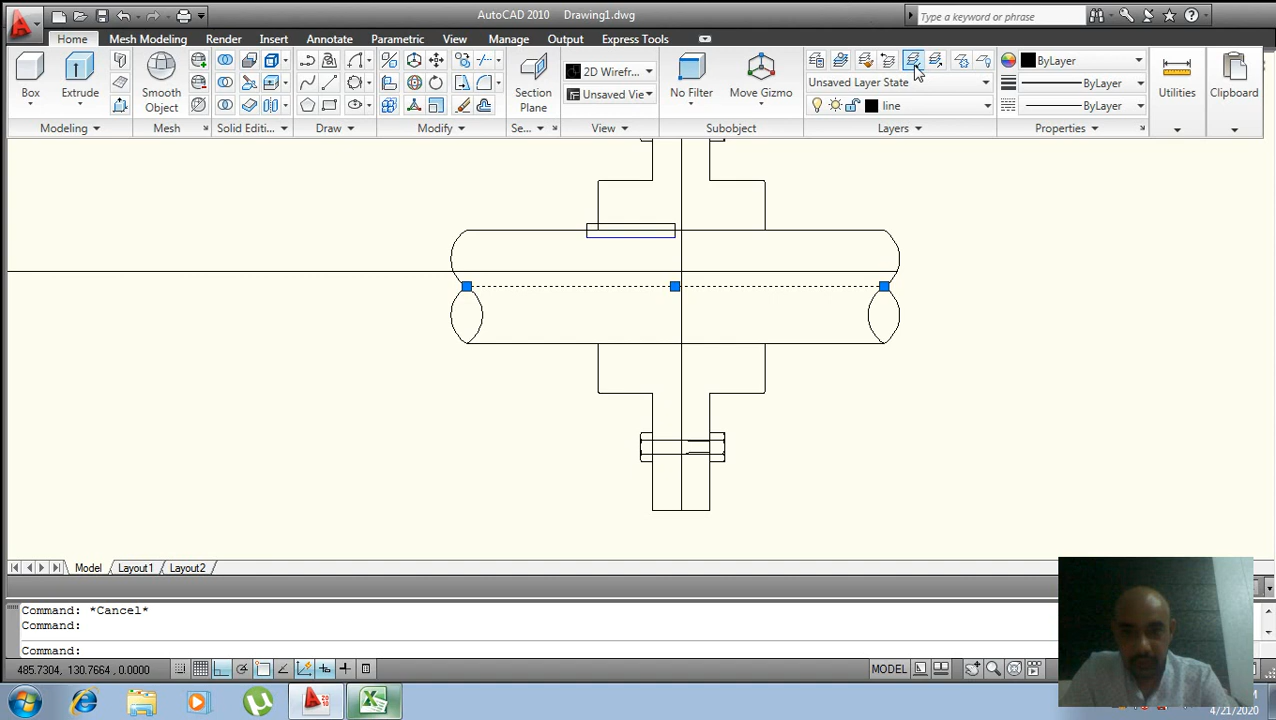 AutoCAD 2010 Drawing1.dwg
Type a keyword or phrase
Home Mesh Modeling Render Insert Annotate Parametric View Manage Output Express Tools
2D Wirefr...
Unsaved Vie
Box Extrude Smooth Object Section Plane No Filter Move Gizmo
Unsaved Layer State
line
ByLayer
ByLayer
ByLayer
Utilities Clipboard
Modeling Mesh Solid Editi... Draw Modify Se... View Subobject Layers Properties
Model Layout1 Layout2
Command: *Cancel*
Command:
Command:
485.7304, 130.7664 , 0.0000 MODEL
4/21/2020